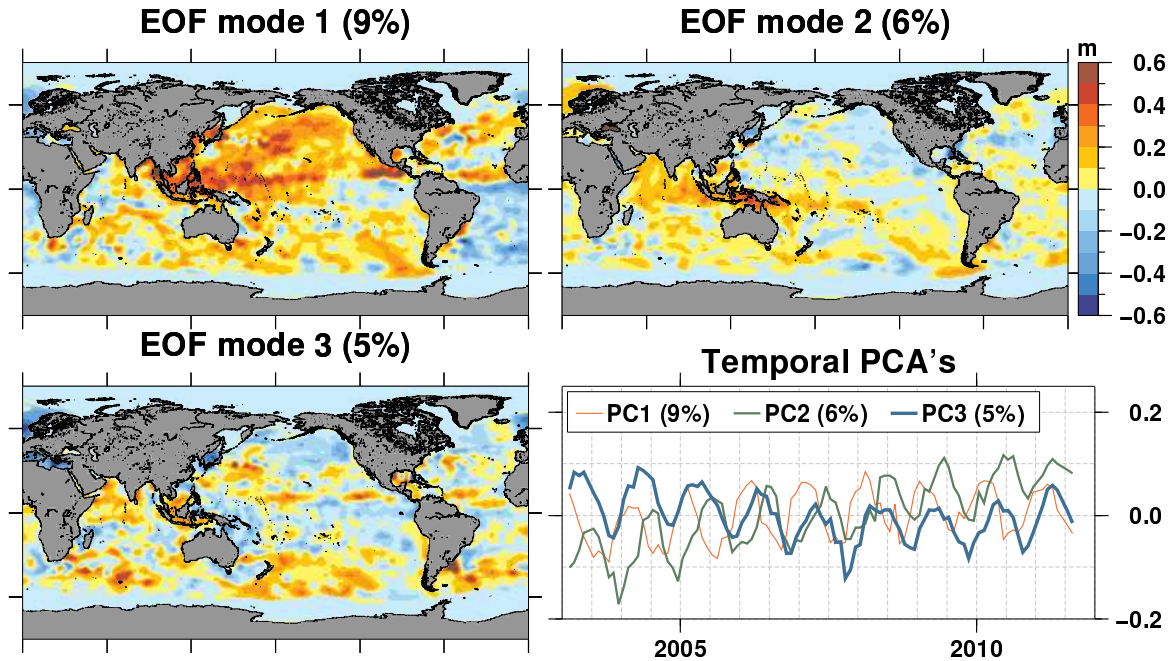 EOF mode 1 (9%)
EOF mode 2 (6%)
m
0.6
0.4
0.2
0.0
−0.2
−0.4
−0.6
EOF mode 3 (5%)
Temporal PCA's
PC1 (9%) PC2 (6%) PC3 (5%)
0.2
0.0
−0.2
2005 2010